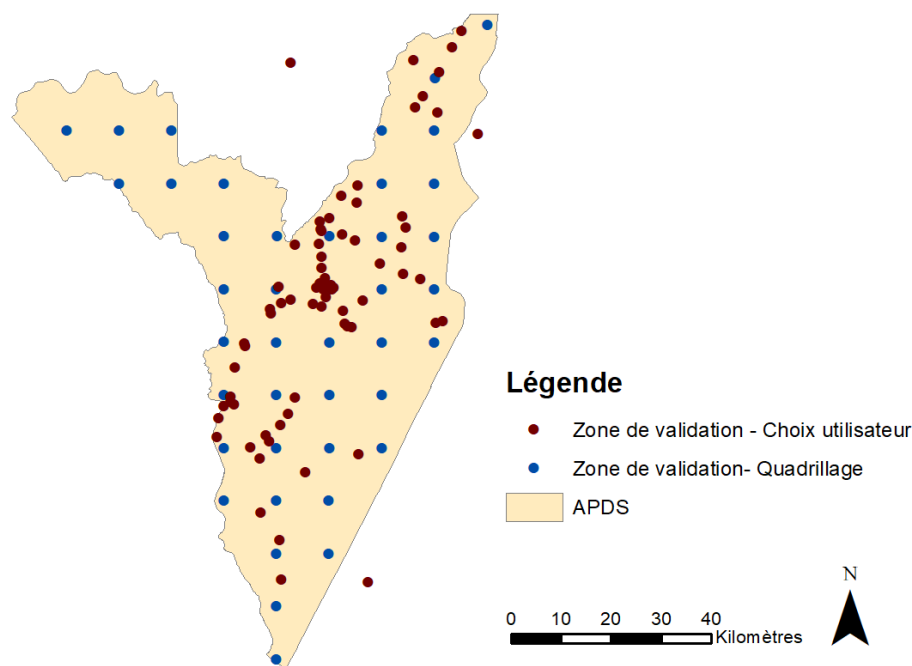 Légende
Zone de validation - Choix utilisateur
Zone de validation- Quadrillage
APDS
N
0 10 20 30 40
Kilomètres